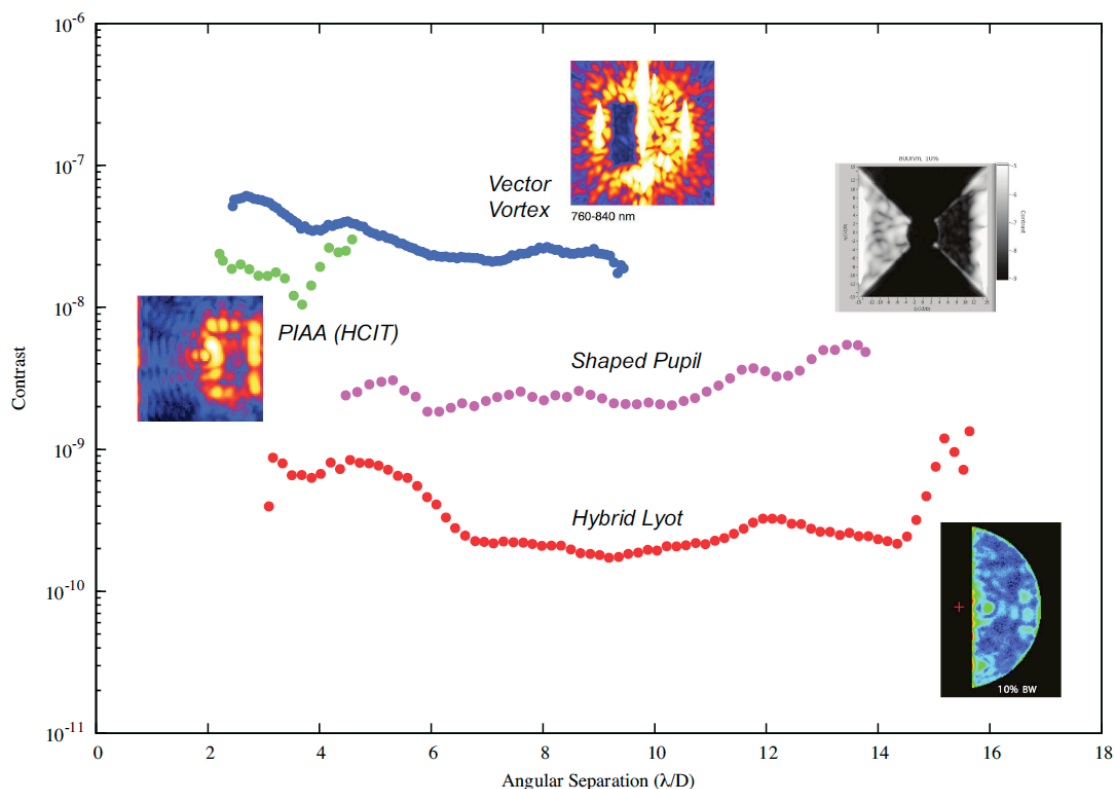 10⁻⁶
10⁻⁷
10⁻⁸
10⁻⁹
10⁻¹⁰
10⁻¹¹
Contrast
Vector
Vortex
760-840 nm
PIAA (HCIT)
Shaped Pupil
Hybrid Lyot
10% BW
0 2 4 6 8 10 12 14 16 18
Angular Separation (λ/D)